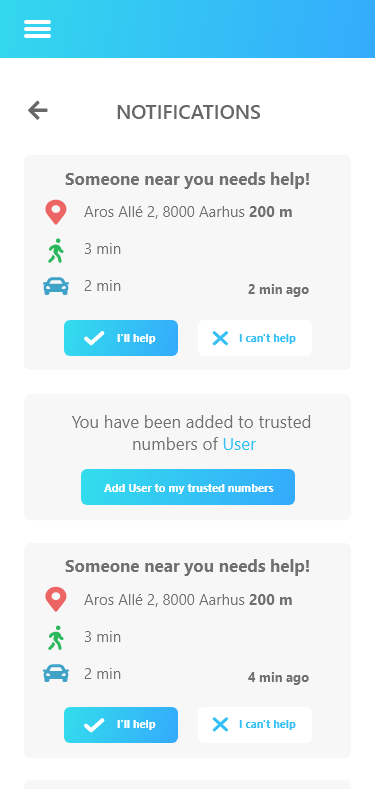 NOTIFICATIONS
Someone near you needs help!
Aros Allé 2, 8000 Aarhus 200 m
3 min
2 min
2 min ago
I'll help
I can't help
You have been added to trusted
numbers of User
Add User to my trusted numbers
Someone near you needs help!
Aros Allé 2, 8000 Aarhus 200 m
3 min
2 min
4 min ago
I'll help
I can't help